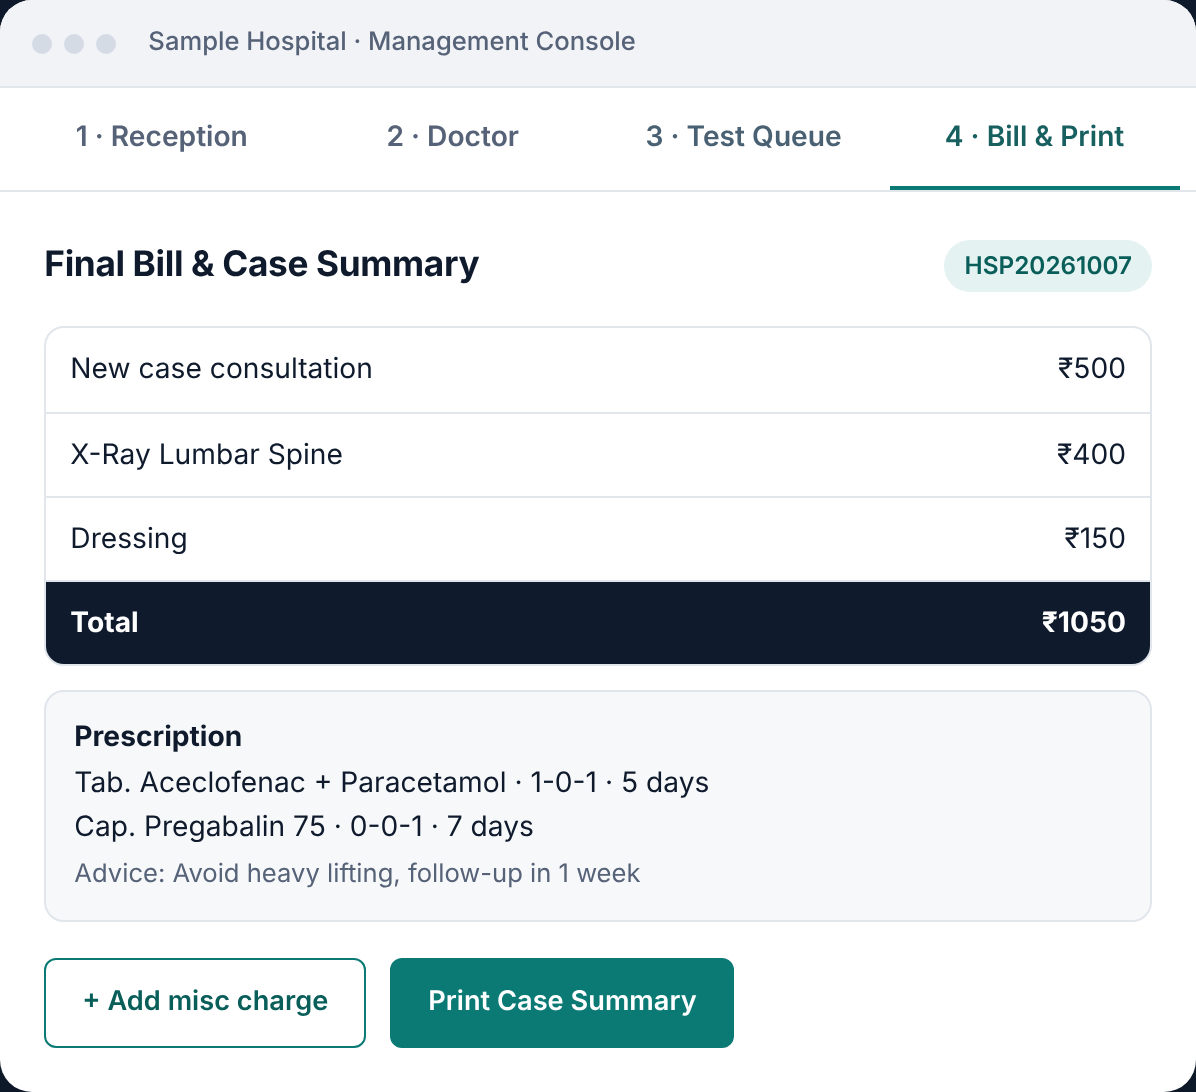 Sample Hospital · Management Console
1 · Reception
2 · Doctor
3 · Test Queue
4 · Bill & Print
Final Bill & Case Summary
HSP20261007
New case consultation ₹500
X-Ray Lumbar Spine ₹400
Dressing ₹150
Total ₹1050
Prescription
Tab. Aceclofenac + Paracetamol · 1-0-1 · 5 days
Cap. Pregabalin 75 · 0-0-1 · 7 days
Advice: Avoid heavy lifting, follow-up in 1 week
+ Add misc charge
Print Case Summary